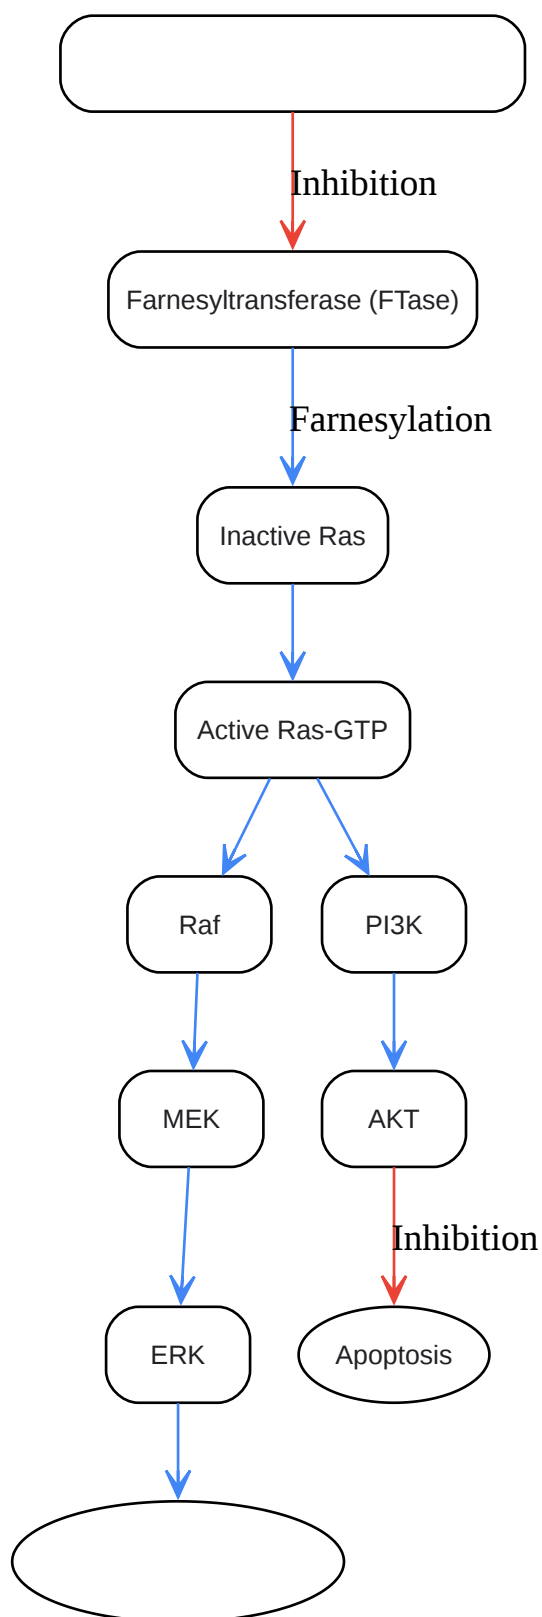 Inhibition
Farnesyltransferase (FTase)
Farnesylation
Inactive Ras
Active Ras-GTP
Raf
PI3K
MEK
AKT
Inhibition
ERK
Apoptosis